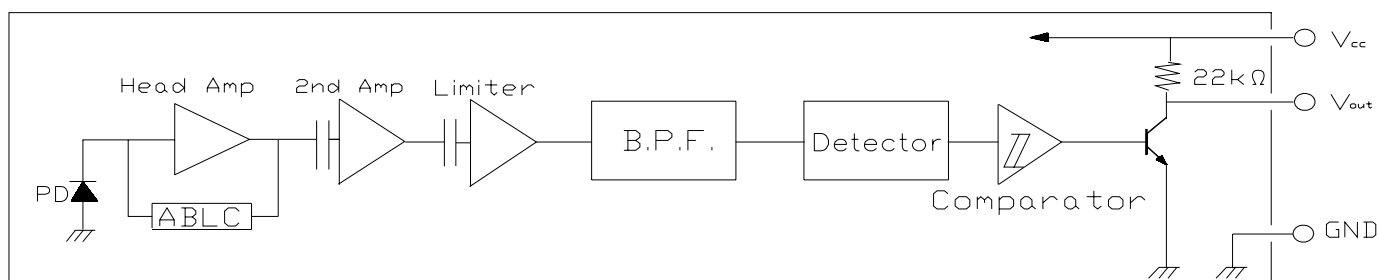 Vcc
22kΩ
Head Amp
2nd Amp
Limiter
Vout
B.P.F.
Detector
Comparator
PD
ABLC
GND